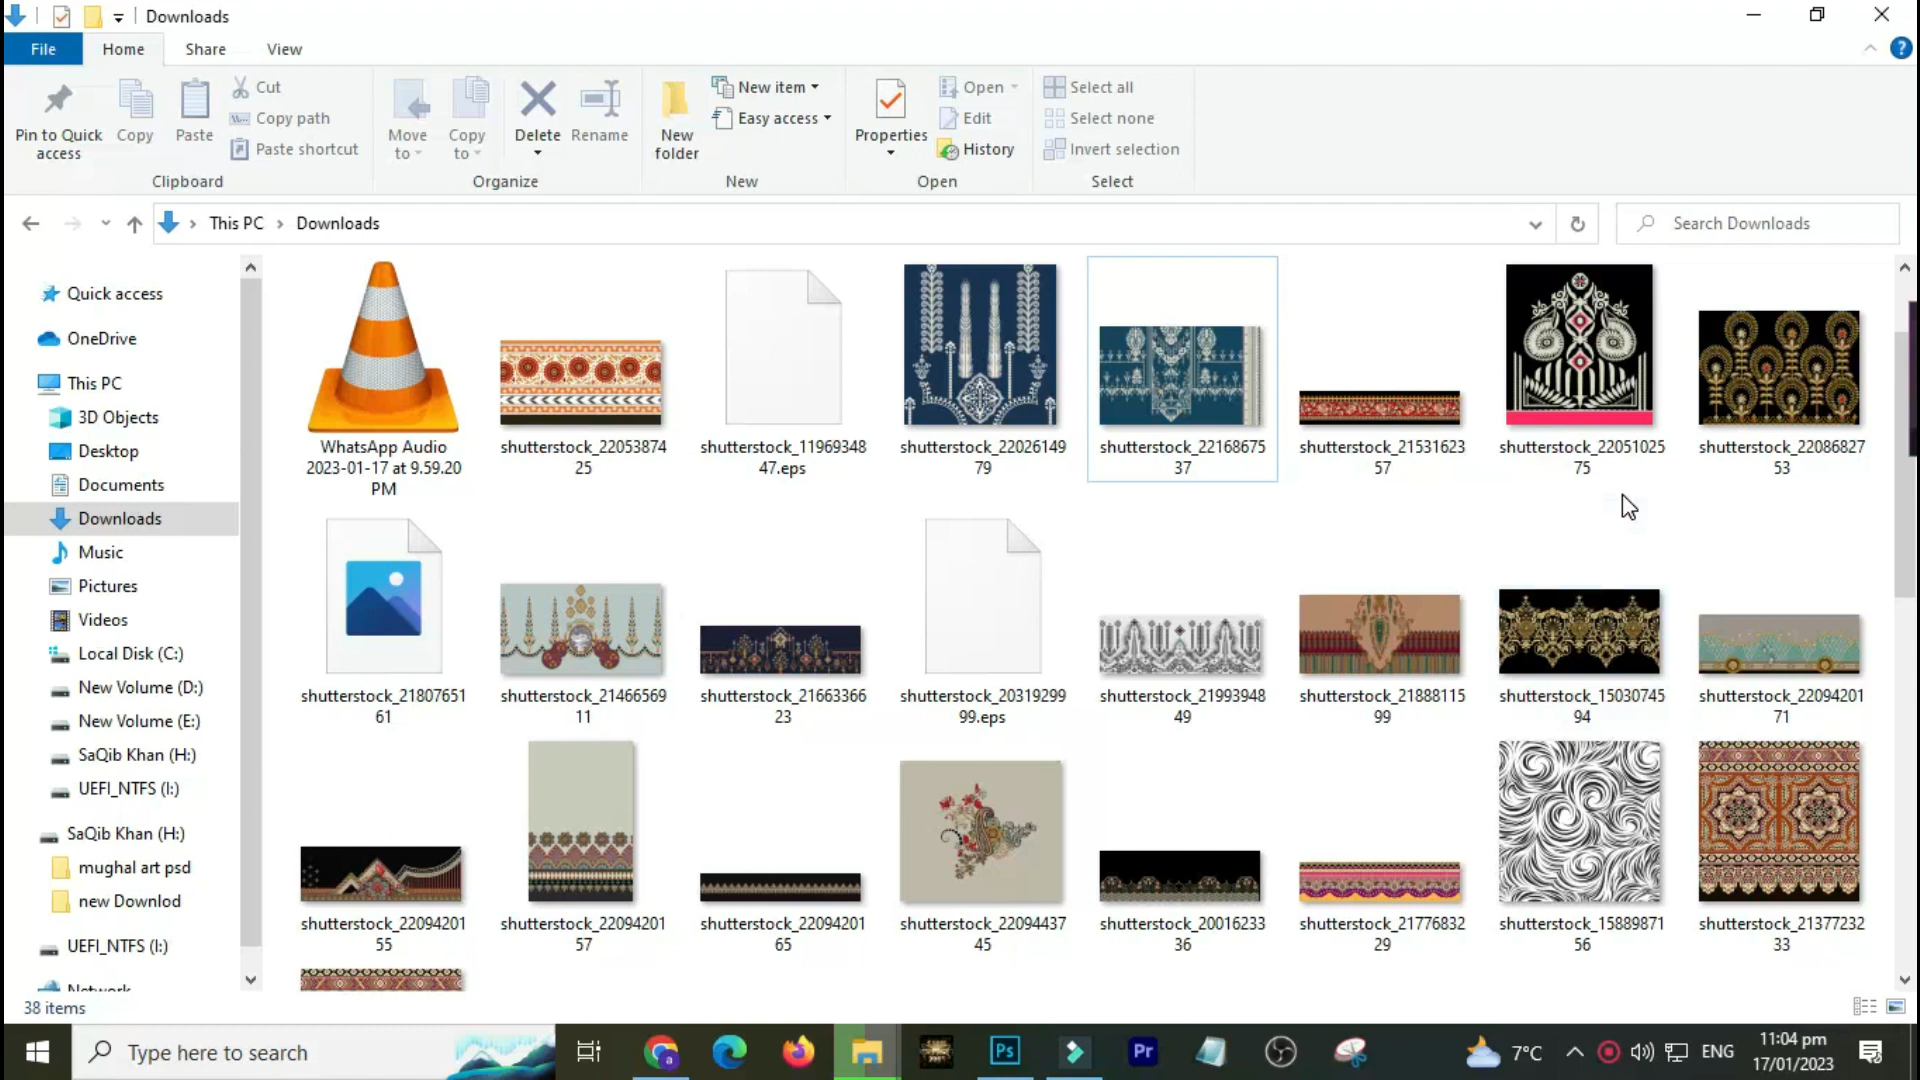 Downloads
File
Home
Share
View
Pin to Quick
access
Copy
Paste
Cut
Copy path
Paste shortcut
Clipboard
Move
to
Copy
to
Delete
Rename
Organize
New
folder
New item
Easy access
New
Properties
Open
Edit
History
Open
Select all
Select none
Invert selection
Select
This PC
Downloads
Search Downloads
Quick access
OneDrive
This PC
3D Objects
Desktop
Documents
Downloads
Music
Pictures
Videos
Local Disk (C:)
New Volume (D:)
New Volume (E:)
SaQib Khan (H:)
UEFI_NTFS (I:)
SaQib Khan (H:)
mughal art psd
new Downlod
UEFI_NTFS (I:)
Network
WhatsApp Audio
2023-01-17 at 9.59.20
PM
shutterstock_22053874
25
shutterstock_11969348
47.eps
shutterstock_22026149
79
shutterstock_22168675
37
shutterstock_21531623
57
shutterstock_22051025
75
shutterstock_22086827
53
shutterstock_21807651
61
shutterstock_21466569
11
shutterstock_21663366
23
shutterstock_20319299
99.eps
shutterstock_21993948
49
shutterstock_21888115
99
shutterstock_15030745
94
shutterstock_22094201
71
shutterstock_22094201
55
shutterstock_22094201
57
shutterstock_22094201
65
shutterstock_22094437
45
shutterstock_20016233
36
shutterstock_21776832
29
shutterstock_15889871
56
shutterstock_21377232
33
38 items
Type here to search
a
Ps
Pr
7°C
ENG
11:04 pm
17/01/2023